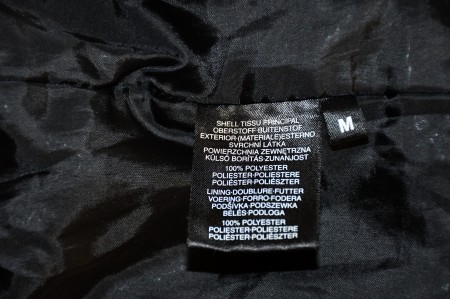 SHELL TISSU PRINCIPAL
OBERSTOFF BUITENSTOF
EXTERIOR·(MATERIALE)ESTERNO
SVRCHNÍ LÁTKA
POWIERZCHNIA ZEWNĘTRZNA
KÜLSŐ BORÍTÁS·ZUNANJOST
100% POLYESTER
POLIESTER·POLIESTERE
POLIESTER·POLIÉSZTER
LINING·DOUBLURE·FUTTER
VOERING·FORRO·FODERA
PODŠÍVKA·PODSZEWKA
BÉLÉS·PODLOGA
100% POLYESTER
POLIESTER·POLIESTERE
POLIESTER·POLIÉSZTER
M